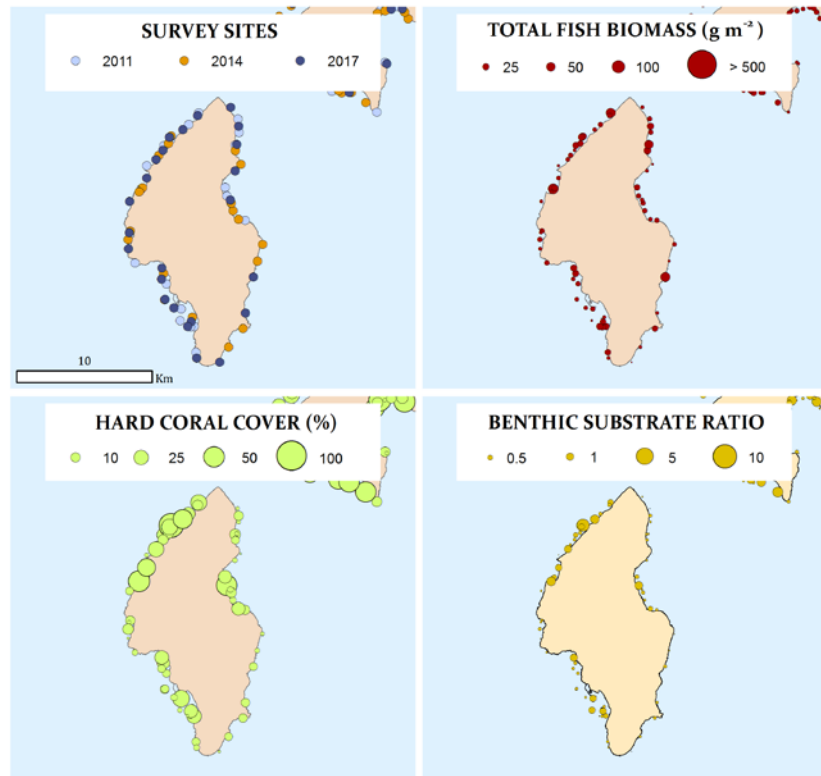 SURVEY SITES
2011 2014 2017
10
Km
TOTAL FISH BIOMASS (g m⁻²)
25 50 100 > 500
HARD CORAL COVER (%)
10 25 50 100
BENTHIC SUBSTRATE RATIO
0.5 1 5 10